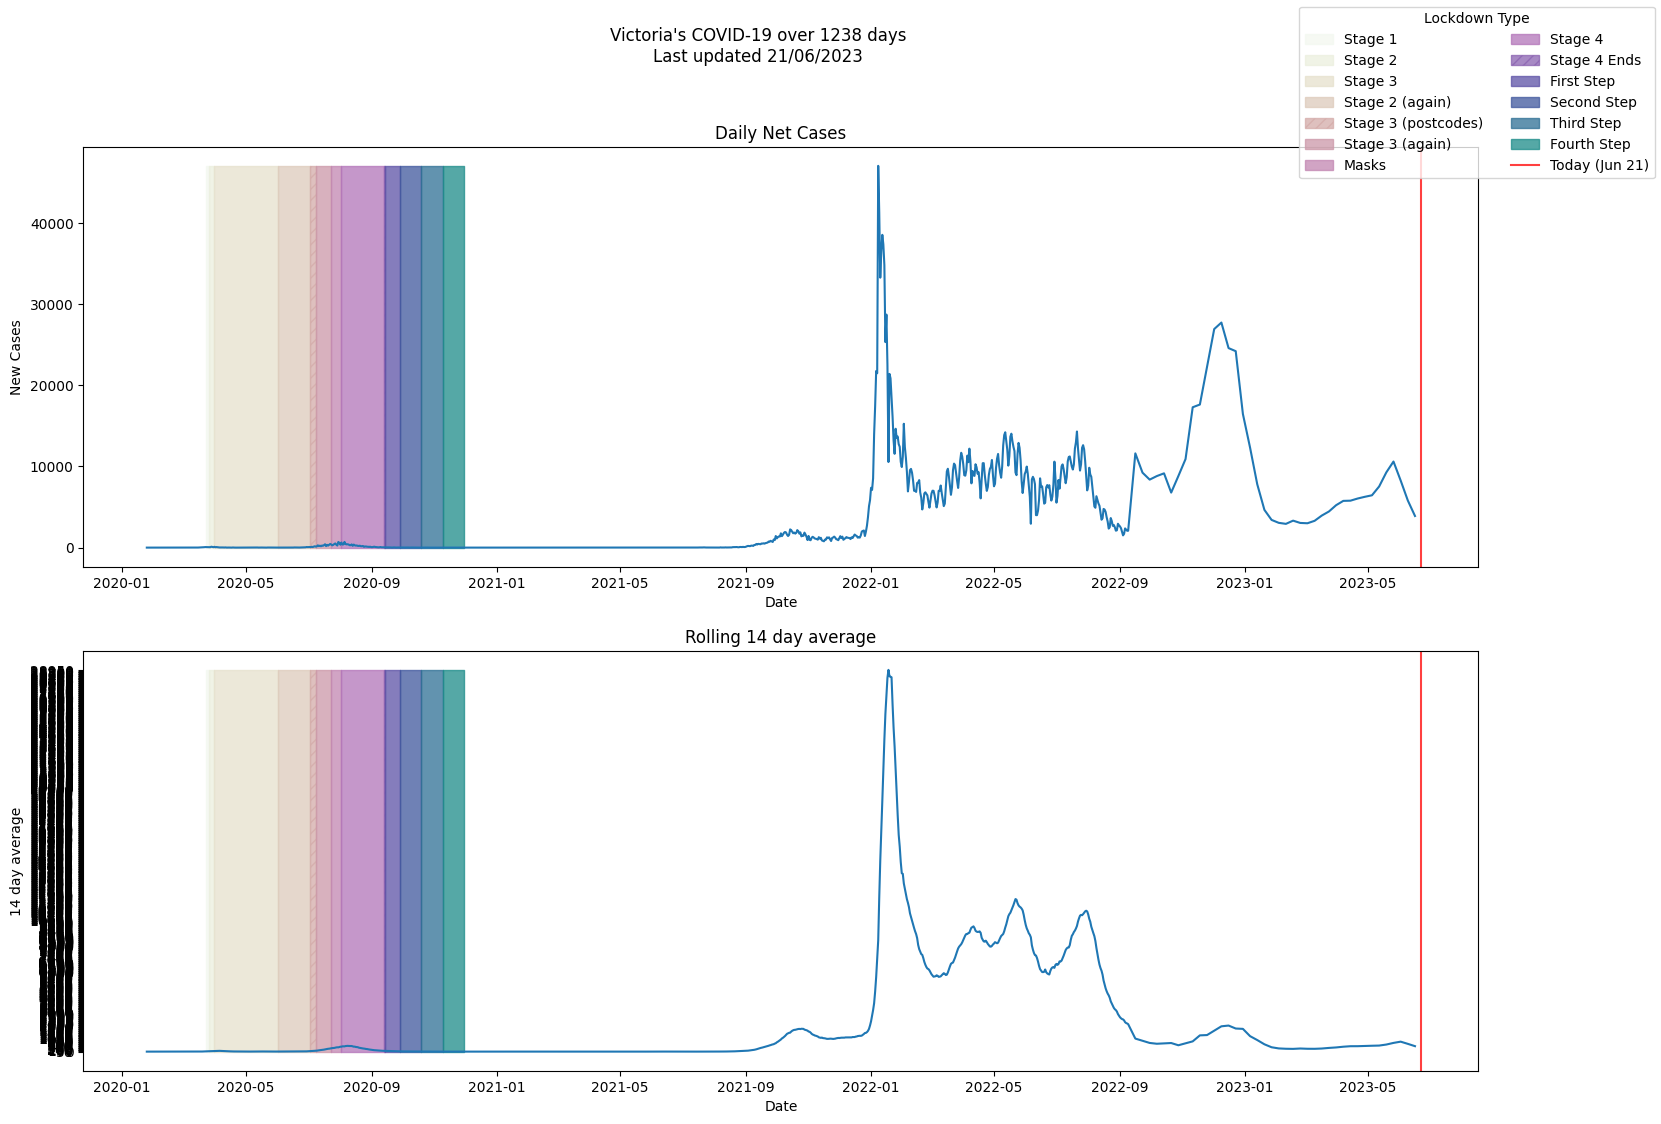 Victoria's COVID-19 over 1238 days
Last updated 21/06/2023
Lockdown Type
Stage 1
Stage 2
Stage 3
Stage 2 (again)
Stage 3 (postcodes)
Stage 3 (again)
Masks
Stage 4
Stage 4 Ends
First Step
Second Step
Third Step
Fourth Step
Today (Jun 21)
Daily Net Cases
New Cases
40000
30000
20000
10000
0
2020-01 2020-05 2020-09 2021-01 2021-05 2021-09 2022-01 2022-05 2022-09 2023-01 2023-05
Date
Rolling 14 day average
14 day average
2020-01 2020-05 2020-09 2021-01 2021-05 2021-09 2022-01 2022-05 2022-09 2023-01 2023-05
Date